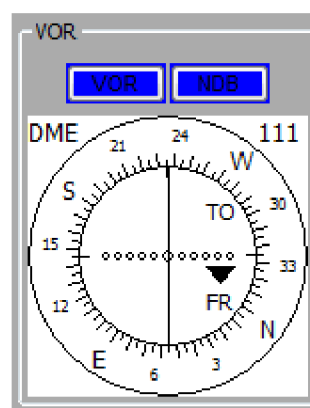 VOR
VOR NDB
DME 111
21 24 W
S TO 30
15 33
12 FR N
E 6 3